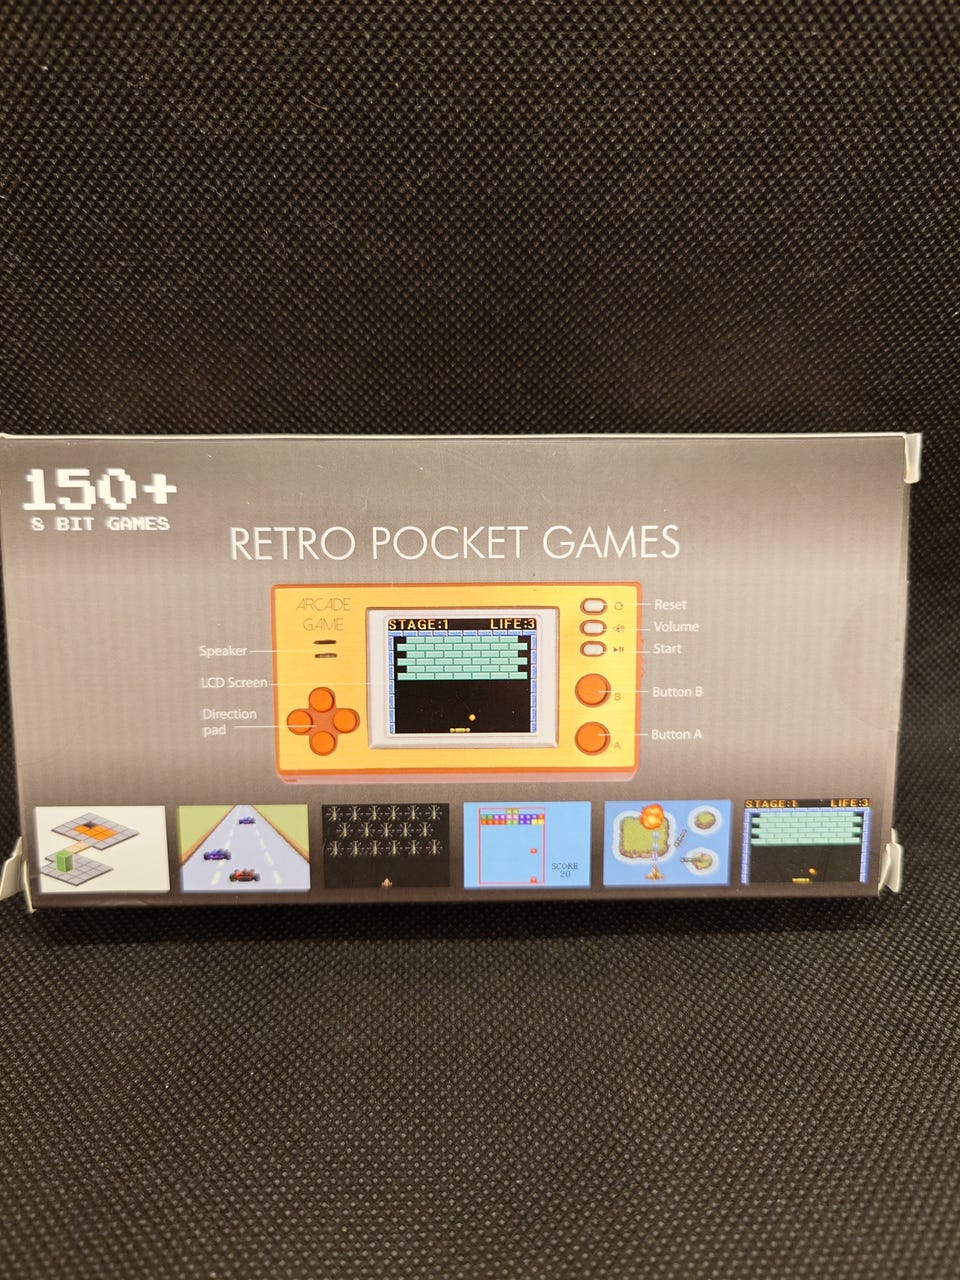 150+
8 BIT GAMES
RETRO POCKET GAMES
ARCADE
GAME
STAGE:1 LIFE:3
Reset
Volume
Start
Speaker
LCD Screen
Direction
pad
Button B
B
Button A
A
SCORE
20
STAGE:1 LIFE:3